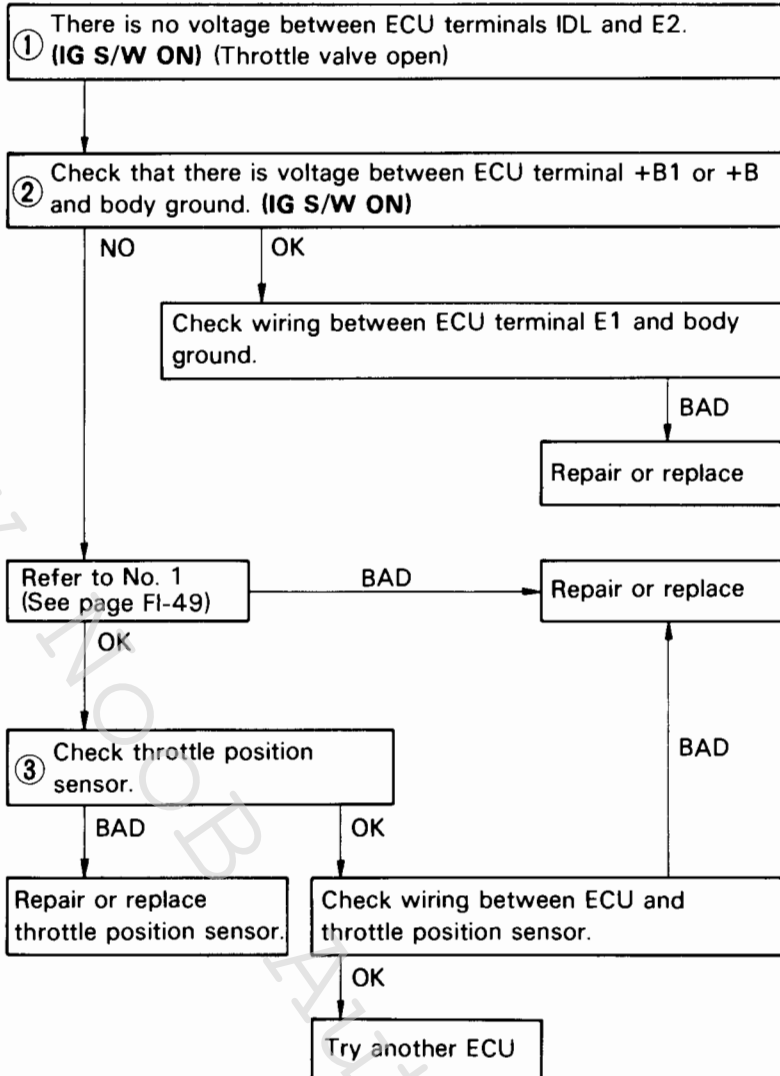 ① There is no voltage between ECU terminals IDL and E2.
(IG S/W ON) (Throttle valve open)
② Check that there is voltage between ECU terminal +B1 or +B
and body ground. (IG S/W ON)
NO
OK
Check wiring between ECU terminal E1 and body
ground.
BAD
Repair or replace
Refer to No. 1
(See page FI-49)
BAD
Repair or replace
OK
③ Check throttle position
sensor.
BAD
BAD
OK
Repair or replace
throttle position sensor.
Check wiring between ECU and
throttle position sensor.
OK
Try another ECU